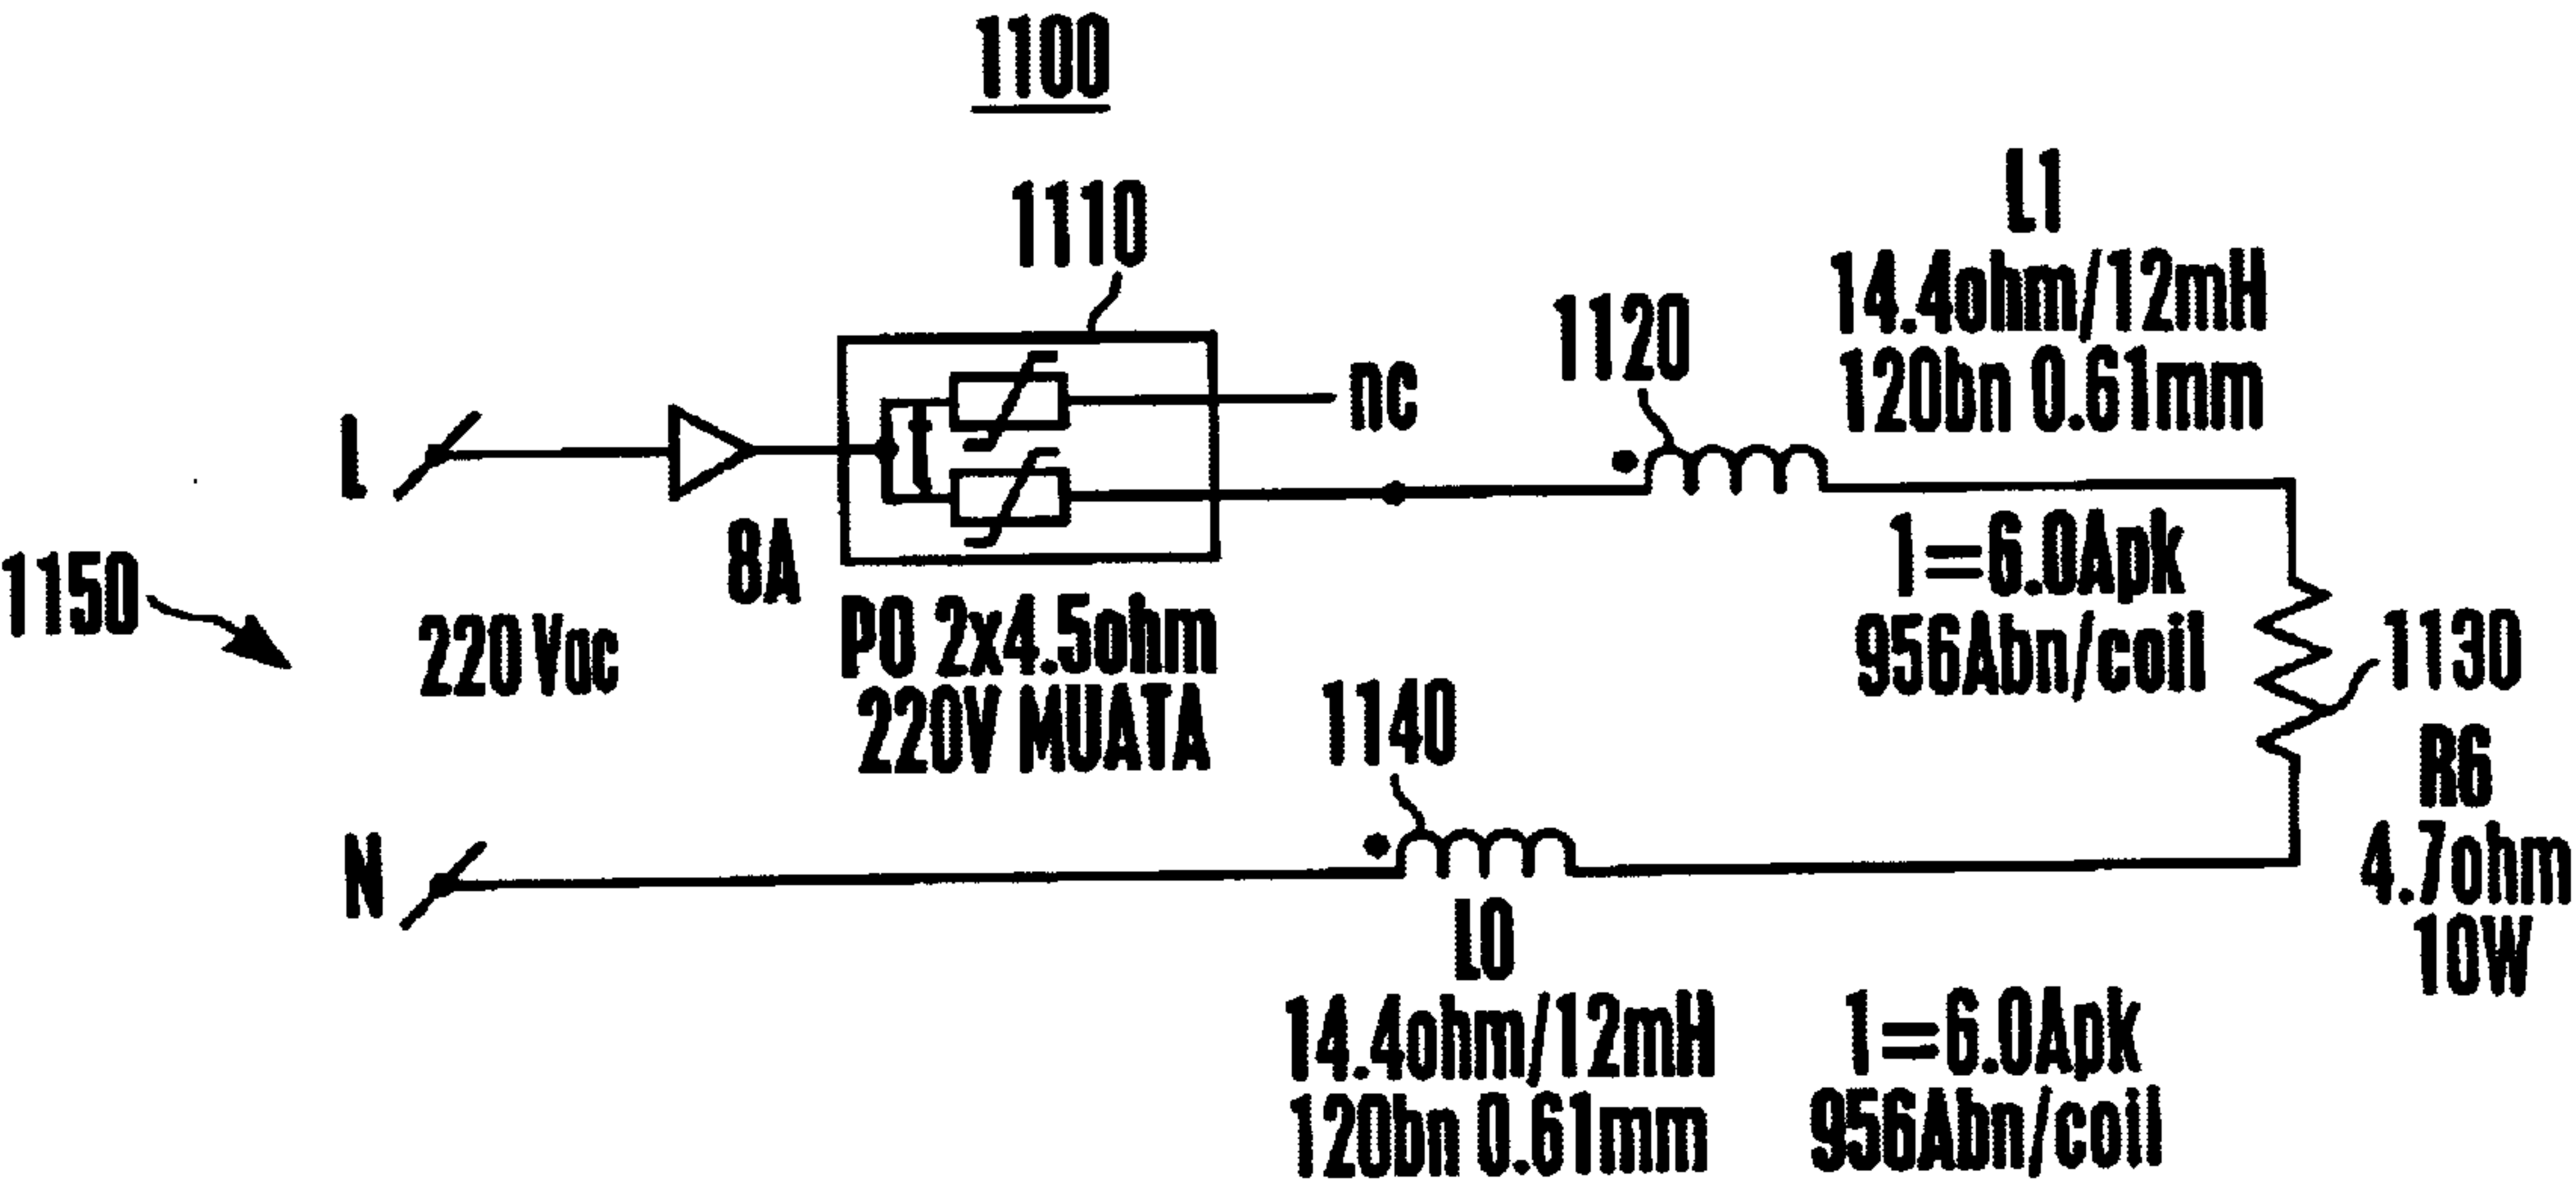 1100
1110
L1
14.4ohm/12mH
120bn 0.61mm
1120
nc
L
8A
1=6.0Apk
956Abn/coil
1150
220 Vac
P0 2x4.5ohm
220V MUATA
1130
R6
4.7ohm
10W
1140
N
L0
14.4ohm/12mH
120bn 0.61mm
1=6.0Apk
956Abn/coil